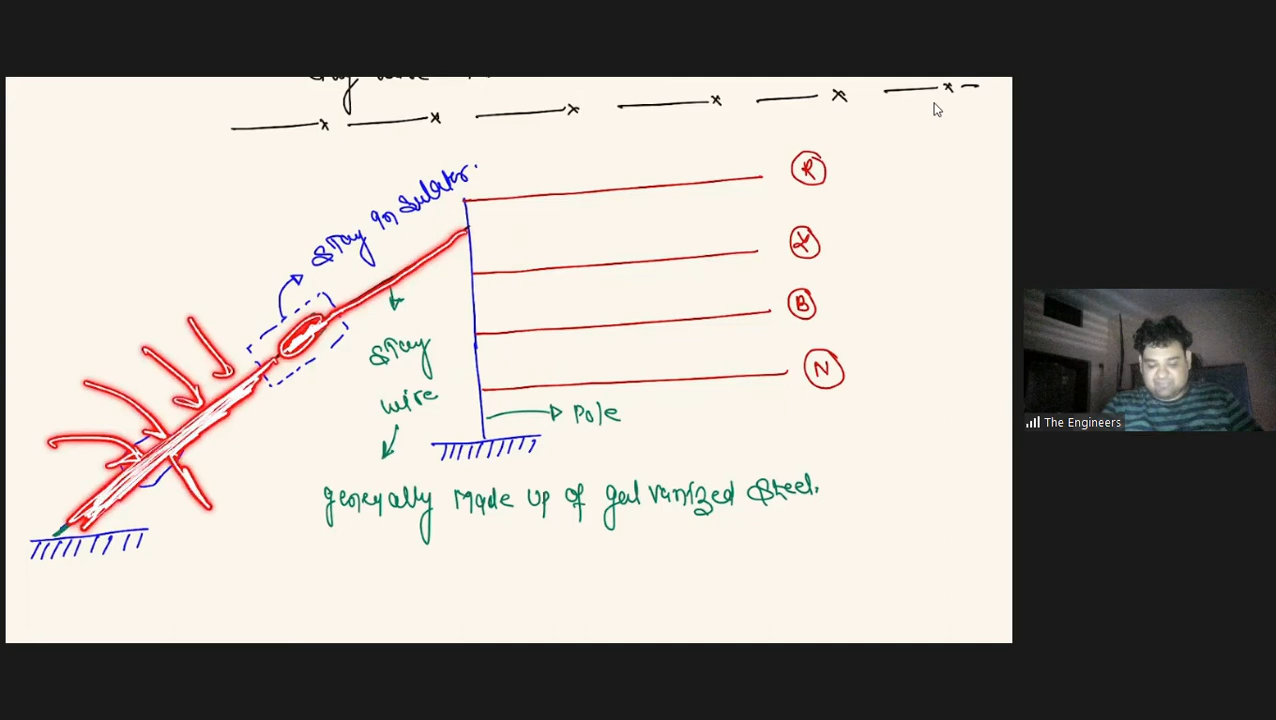 R
Stay insulator.
Y
B
Stay
wire
N
Pole
generally Made up of galvanized Steel.
The Engineers